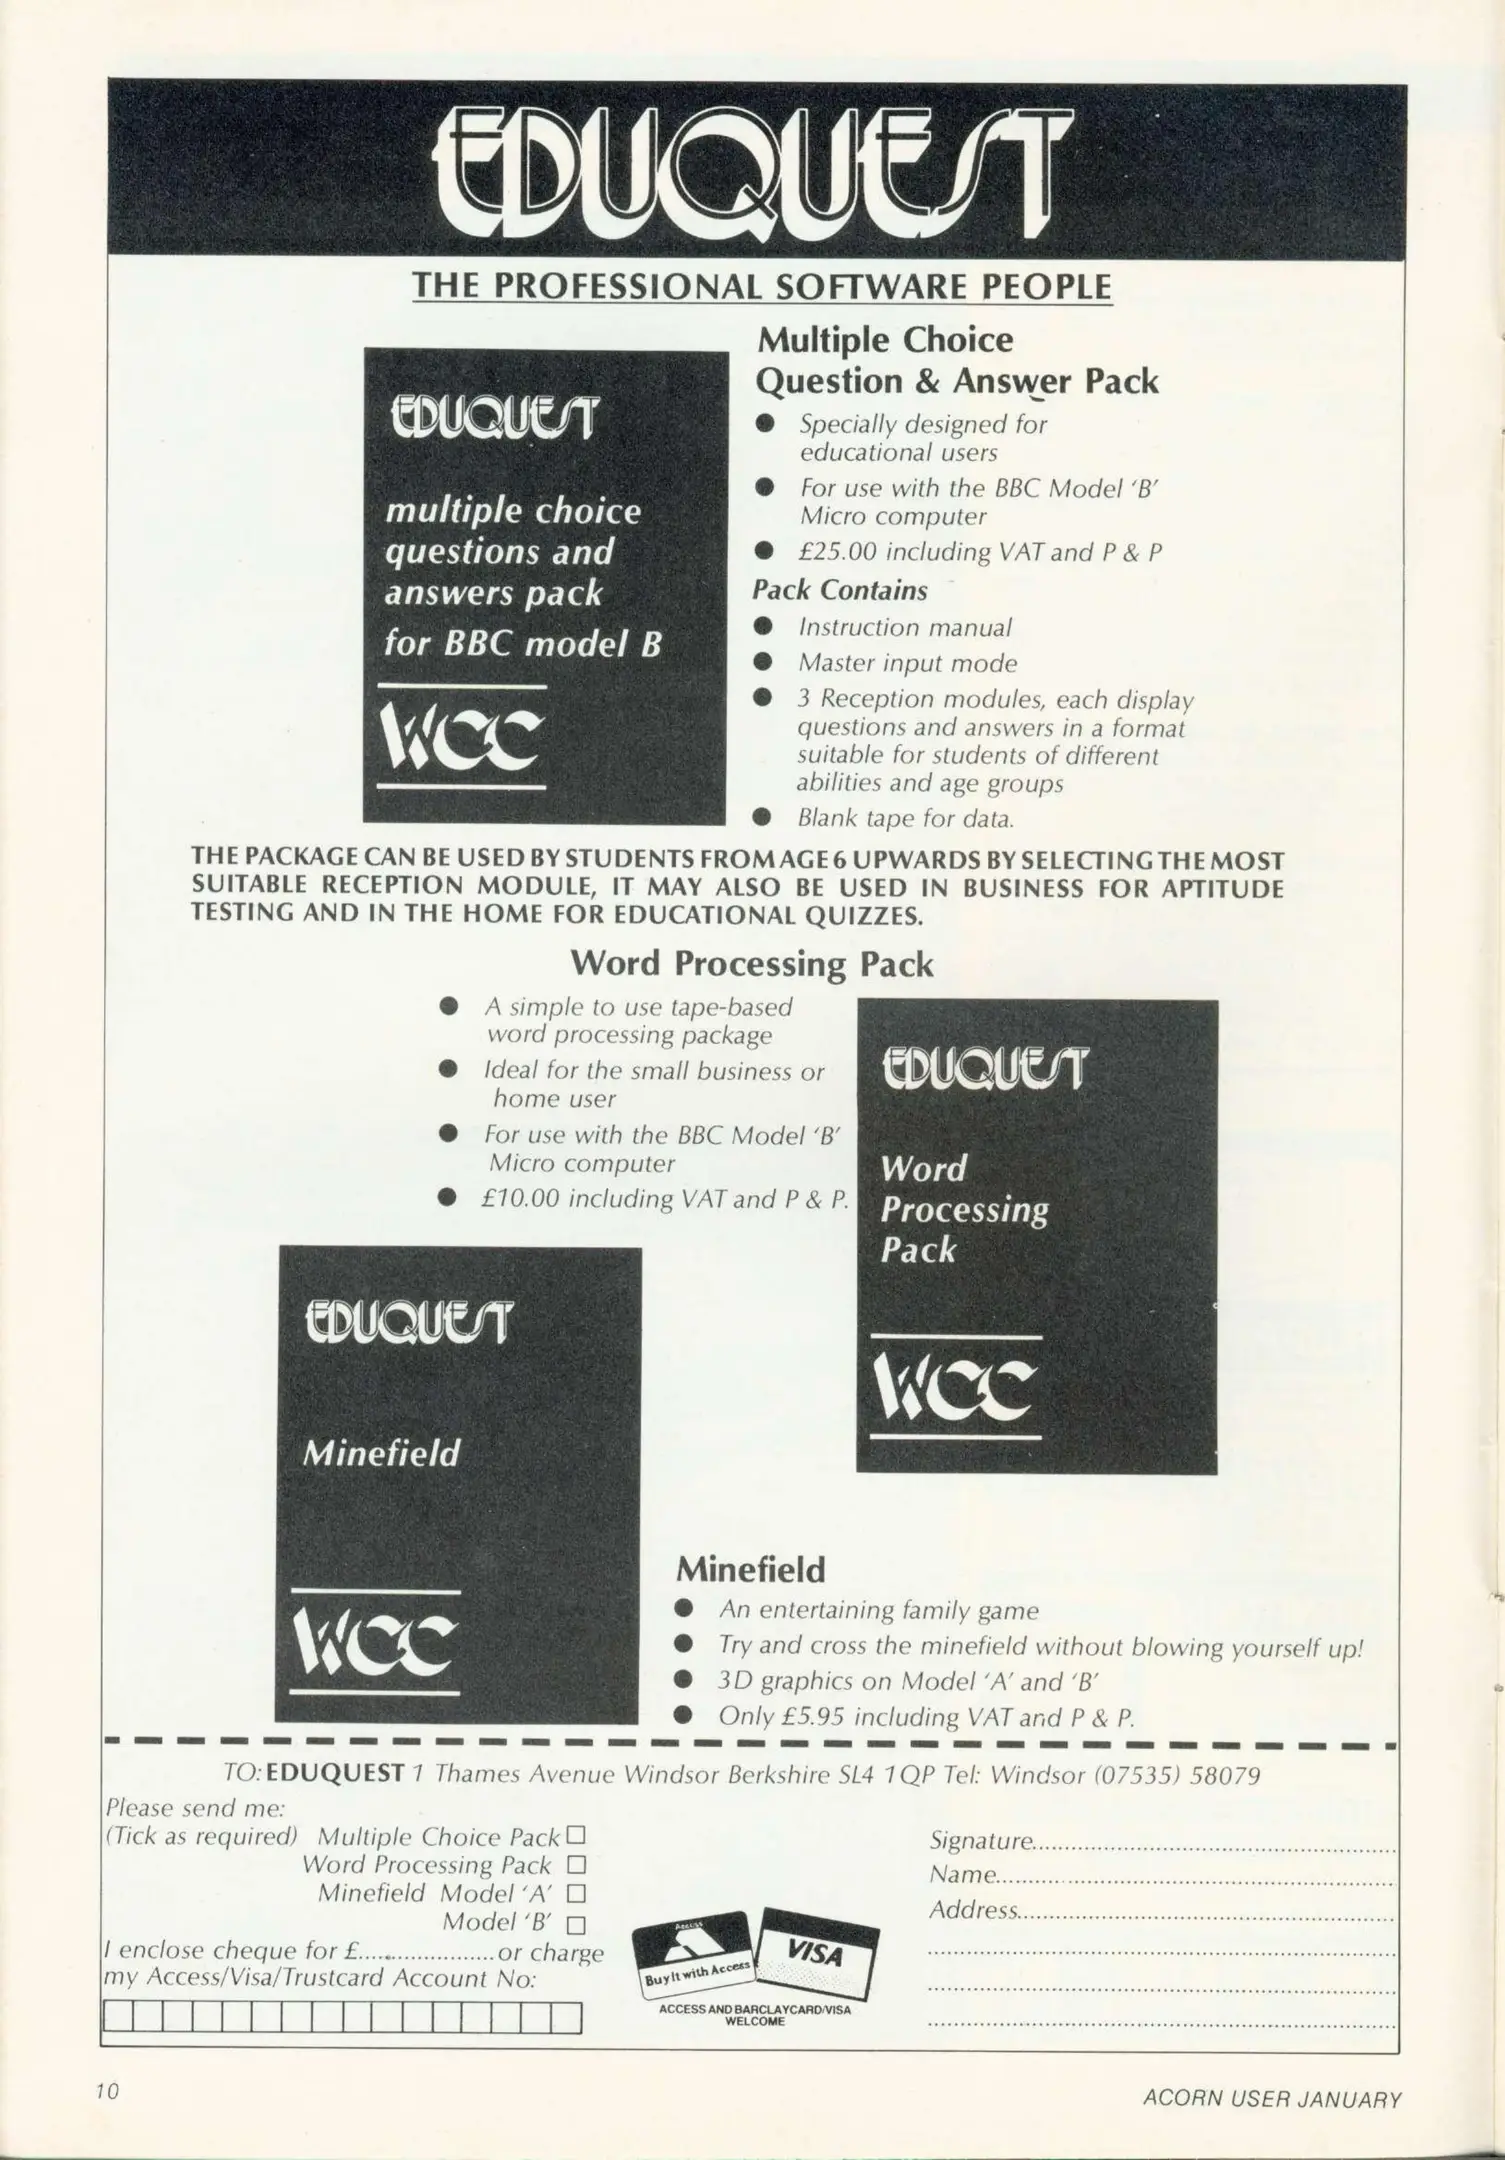 EDUQUEST
THE PROFESSIONAL SOFTWARE PEOPLE
EDUQUEST
multiple choice
questions and
answers pack
for BBC model B
WCC
Multiple Choice
Question & Answer Pack
● Specially designed for
educational users
● For use with the BBC Model ‘B’
Micro computer
● £25.00 including VAT and P & P
Pack Contains
● Instruction manual
● Master input mode
● 3 Reception modules, each display
questions and answers in a format
suitable for students of different
abilities and age groups
● Blank tape for data.
THE PACKAGE CAN BE USED BY STUDENTS FROM AGE 6 UPWARDS BY SELECTING THE MOST
SUITABLE RECEPTION MODULE, IT MAY ALSO BE USED IN BUSINESS FOR APTITUDE
TESTING AND IN THE HOME FOR EDUCATIONAL QUIZZES.
Word Processing Pack
● A simple to use tape-based
word processing package
● Ideal for the small business or
home user
● For use with the BBC Model ‘B’
Micro computer
● £10.00 including VAT and P & P.
EDUQUEST
Word
Processing
Pack
WCC
EDUQUEST
Minefield
WCC
Minefield
● An entertaining family game
● Try and cross the minefield without blowing yourself up!
● 3D graphics on Model ‘A’ and ‘B’
● Only £5.95 including VAT and P & P.
TO: EDUQUEST 1 Thames Avenue Windsor Berkshire SL4 1QP Tel: Windsor (07535) 58079
Please send me:
(Tick as required) Multiple Choice Pack □
Word Processing Pack □
Minefield Model ‘A’ □
Model ‘B’ □
I enclose cheque for £.....................or charge
my Access/Visa/Trustcard Account No:
Access
Buy It with Access
VISA
ACCESS AND BARCLAYCARD/VISA
WELCOME
Signature..........................................................
Name...............................................................
Address............................................................
10
ACORN USER JANUARY